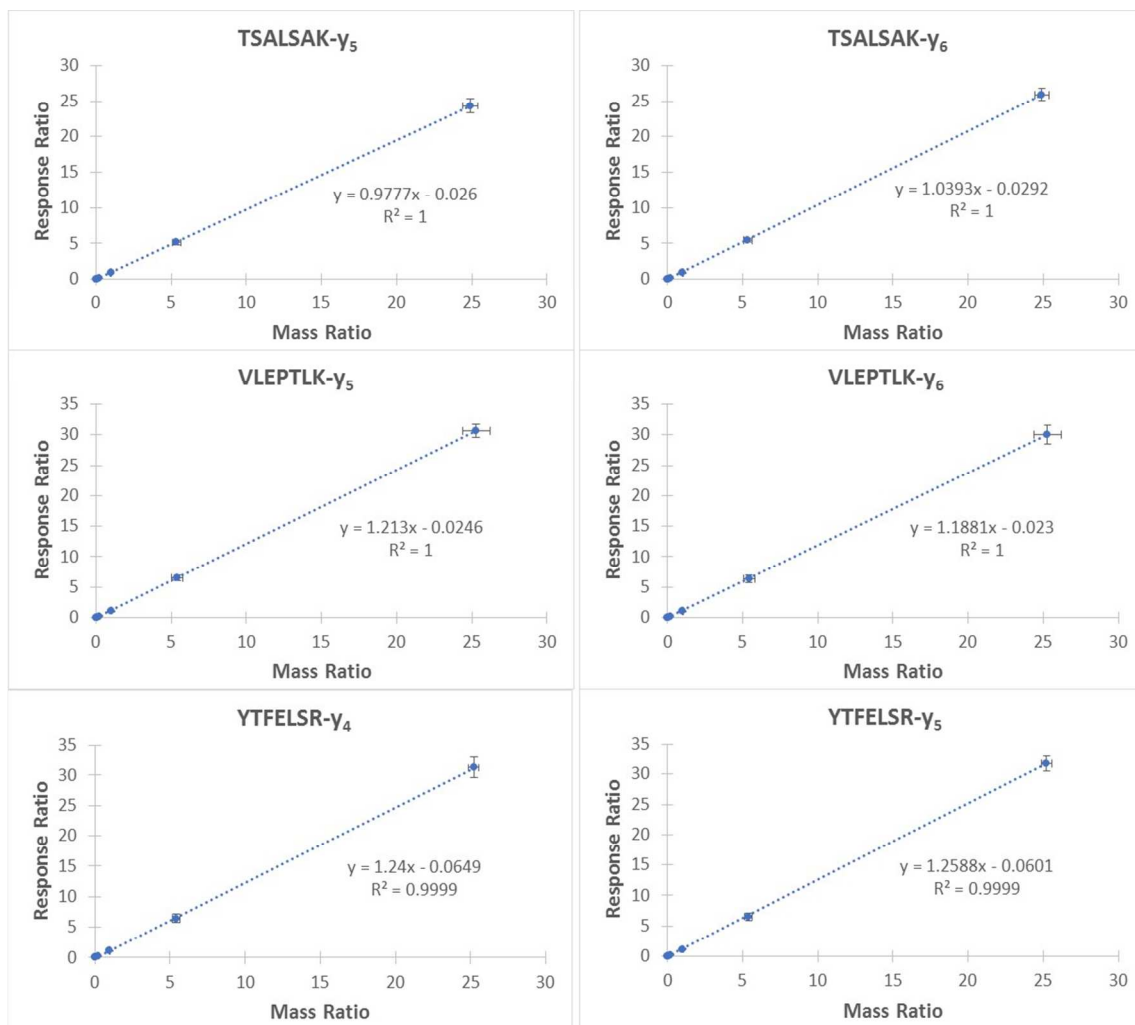 TSALSAK-y₅
30
25
20
15
10
5
0
Response Ratio
y = 0.9777x - 0.026
R² = 1
0 5 10 15 20 25 30
Mass Ratio
TSALSAK-y₆
30
25
20
15
10
5
0
Response Ratio
y = 1.0393x - 0.0292
R² = 1
0 5 10 15 20 25 30
Mass Ratio
VLEPTLK-y₅
35
30
25
20
15
10
5
0
Response Ratio
y = 1.213x - 0.0246
R² = 1
0 5 10 15 20 25 30
Mass Ratio
VLEPTLK-y₆
35
30
25
20
15
10
5
0
Response Ratio
y = 1.1881x - 0.023
R² = 1
0 5 10 15 20 25 30
Mass Ratio
YTFELSR-y₄
35
30
25
20
15
10
5
0
Response Ratio
y = 1.24x - 0.0649
R² = 0.9999
0 5 10 15 20 25 30
Mass Ratio
YTFELSR-y₅
35
30
25
20
15
10
5
0
Response Ratio
y = 1.2588x - 0.0601
R² = 0.9999
0 5 10 15 20 25 30
Mass Ratio